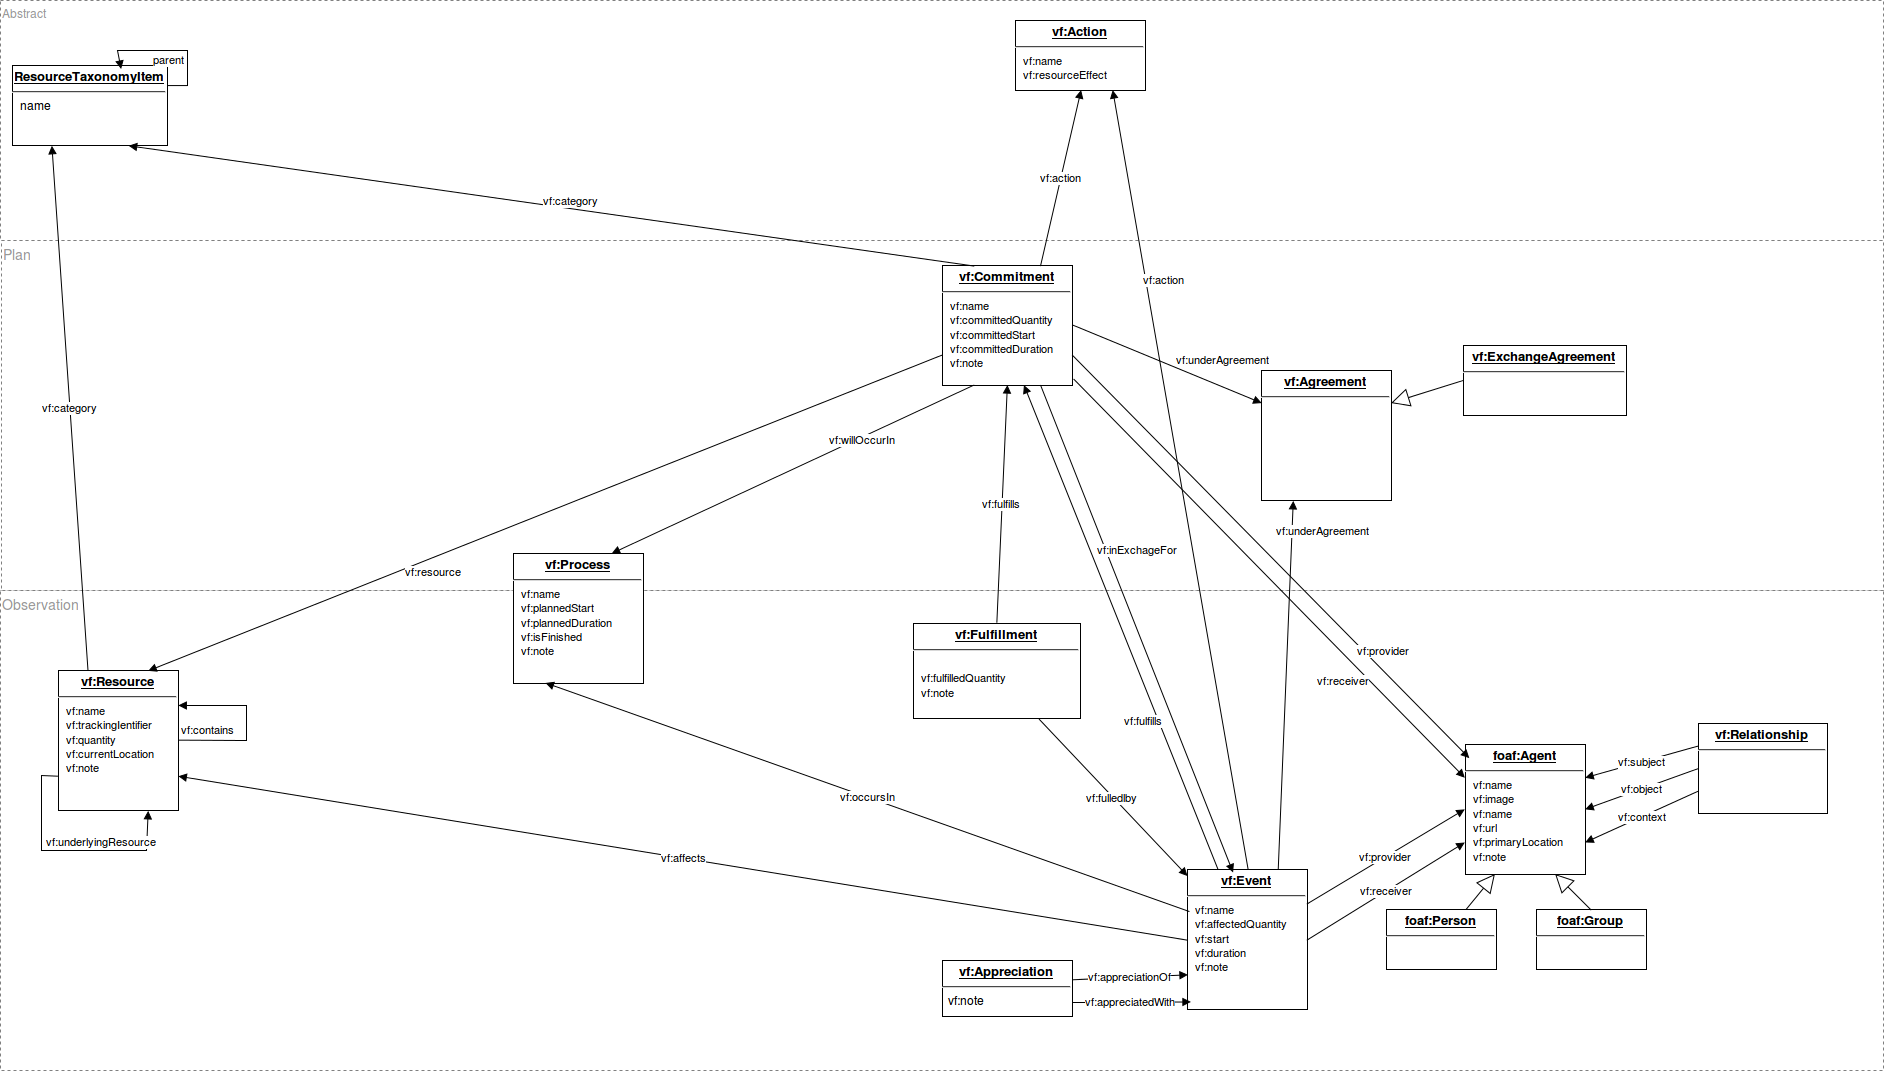 Abstract
vf:Action
vf:name
vf:resourceEffect
parent
ResourceTaxonomyItem
name
vf:action
vf:category
Plan
vf:Commitment
vf:name
vf:committedQuantity
vf:committedStart
vf:committedDuration
vf:note
vf:action
vf:underAgreement
vf:ExchangeAgreement
vf:Agreement
vf:category
vf:willOccurIn
vf:fulfills
vf:underAgreement
vf:inExchageFor
vf:resource
vf:Process
vf:name
vf:plannedStart
vf:plannedDuration
vf:isFinished
vf:note
Observation
vf:Fulfillment
vf:fulfilledQuantity
vf:note
vf:provider
vf:receiver
vf:Resource
vf:name
vf:trackingIdentifier
vf:quantity
vf:currentLocation
vf:note
vf:contains
vf:underlyingResource
vf:fulfills
vf:Relationship
foaf:Agent
vf:name
vf:image
vf:name
vf:url
vf:primaryLocation
vf:note
vf:subject
vf:object
vf:context
vf:occursIn
vf:fulledIby
vf:affects
vf:provider
vf:receiver
vf:Event
vf:name
vf:affectedQuantity
vf:start
vf:duration
vf:note
foaf:Person
foaf:Group
vf:Appreciation
vf:note
vf:appreciationOf
vf:appreciatedWith